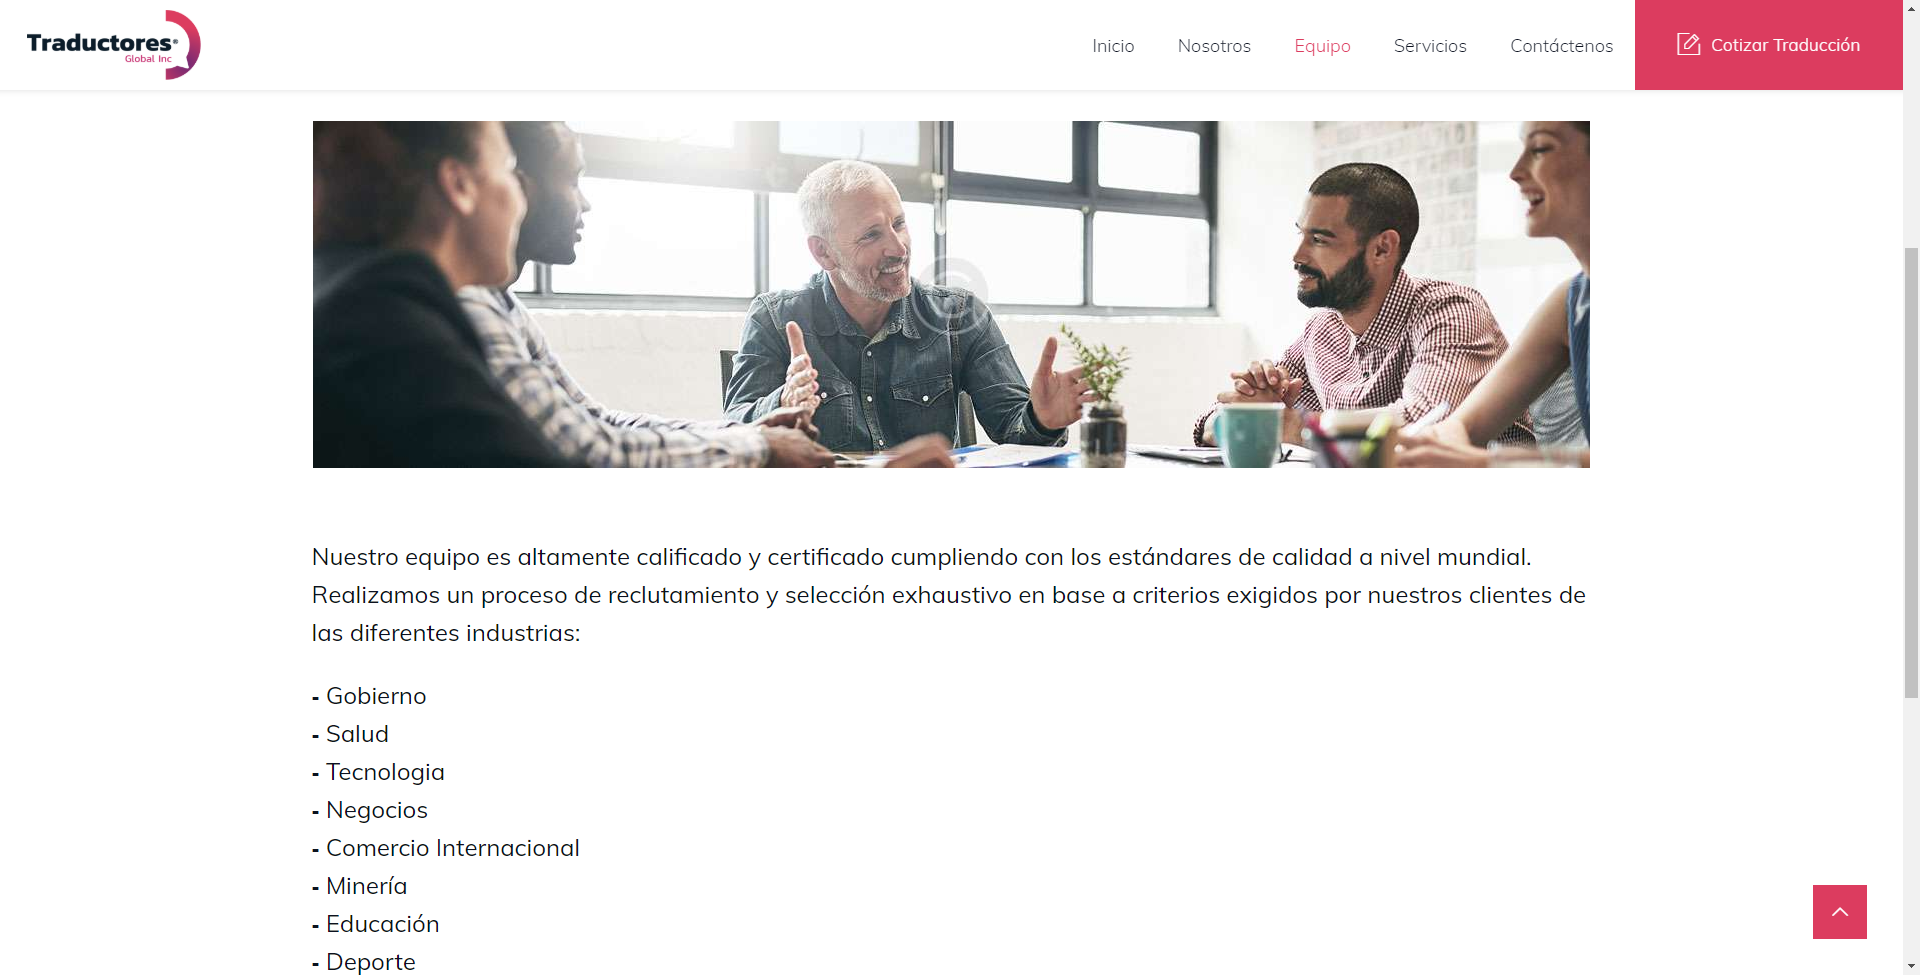 Traductores®
Global Inc
Inicio
Nosotros
Equipo
Servicios
Contáctenos
Cotizar Traducción
Nuestro equipo es altamente calificado y certificado cumpliendo con los estándares de calidad a nivel mundial.
Realizamos un proceso de reclutamiento y selección exhaustivo en base a criterios exigidos por nuestros clientes de
las diferentes industrias:
- Gobierno
- Salud
- Tecnologia
- Negocios
- Comercio Internacional
- Minería
- Educación
- Deporte